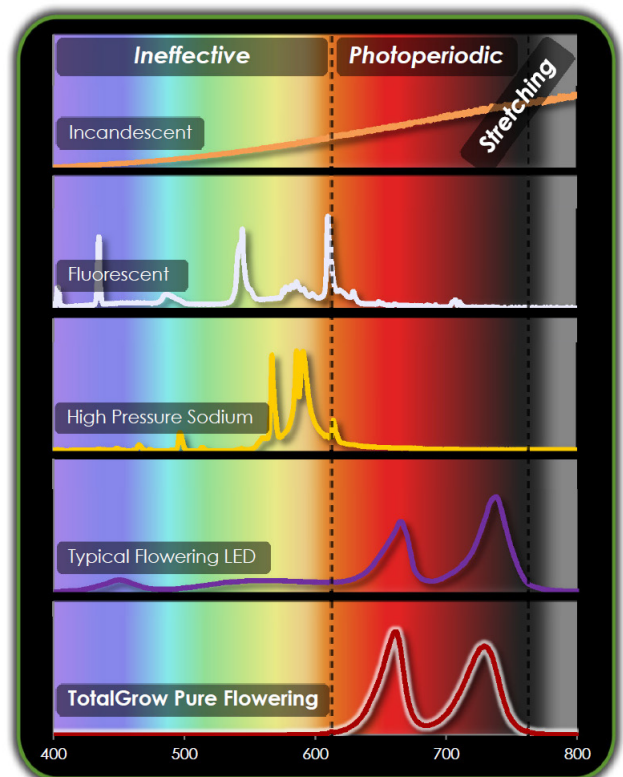 Ineffective
Photoperiodic
Stretching
Incandescent
Fluorescent
High Pressure Sodium
Typical Flowering LED
TotalGrow Pure Flowering
400 500 600 700 800